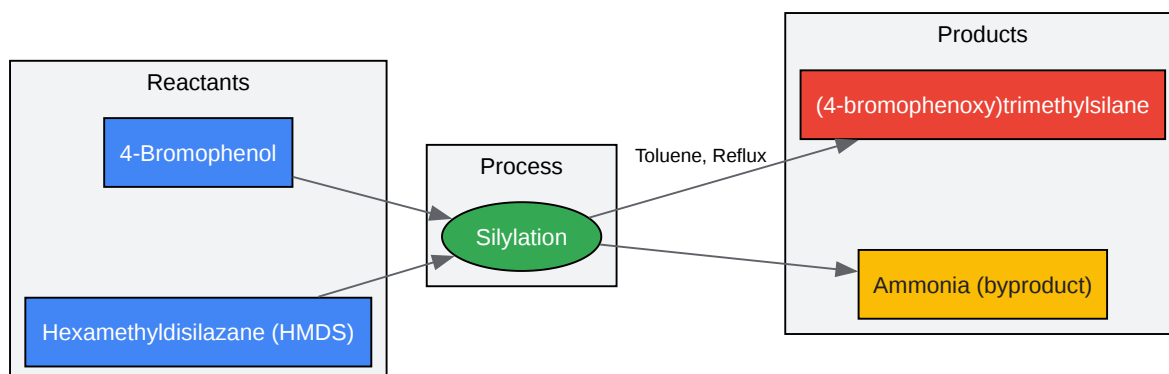 Reactants
4-Bromophenol
Hexamethyldisilazane (HMDS)
Process
Silylation
Toluene, Reflux
Products
(4-bromophenoxy)trimethylsilane
Ammonia (byproduct)